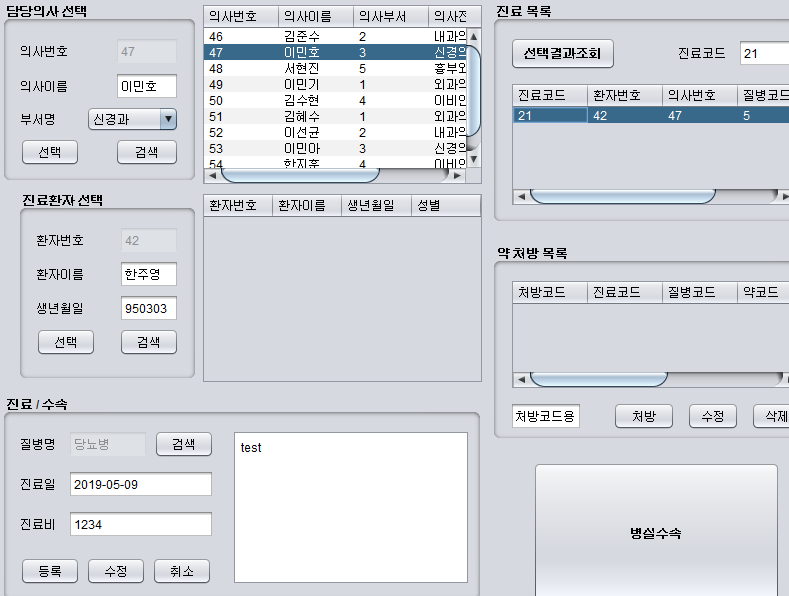 담당의사 선택
의사번호 47
의사이름 이민호
부서명 신경과
선택 검색
의사번호 의사이름 의사부서 의사진
46 김준수 2 내과의
47 이민호 3 신경의
48 서현진 5 흉부외
49 이민기 1 외과의
50 김수현 4 이비인
51 김혜수 1 외과의
52 이선균 2 내과의
53 이민아 3 신경의
54 한지훈 4 이비인
진료 목록
선택결과조회 진료코드 21
진료코드 환자번호 의사번호 질병코드
21 42 47 5
진료환자 선택
환자번호 42
환자이름 한주영
생년월일 950303
선택 검색
환자번호 환자이름 생년월일 성별
약 처방 목록
처방코드 진료코드 질병코드 약코드
처방코드용 처방 수정 삭제
진료 / 수속
질병명 당뇨병 검색
진료일 2019-05-09
진료비 1234
등록 수정 취소
test
병실수속